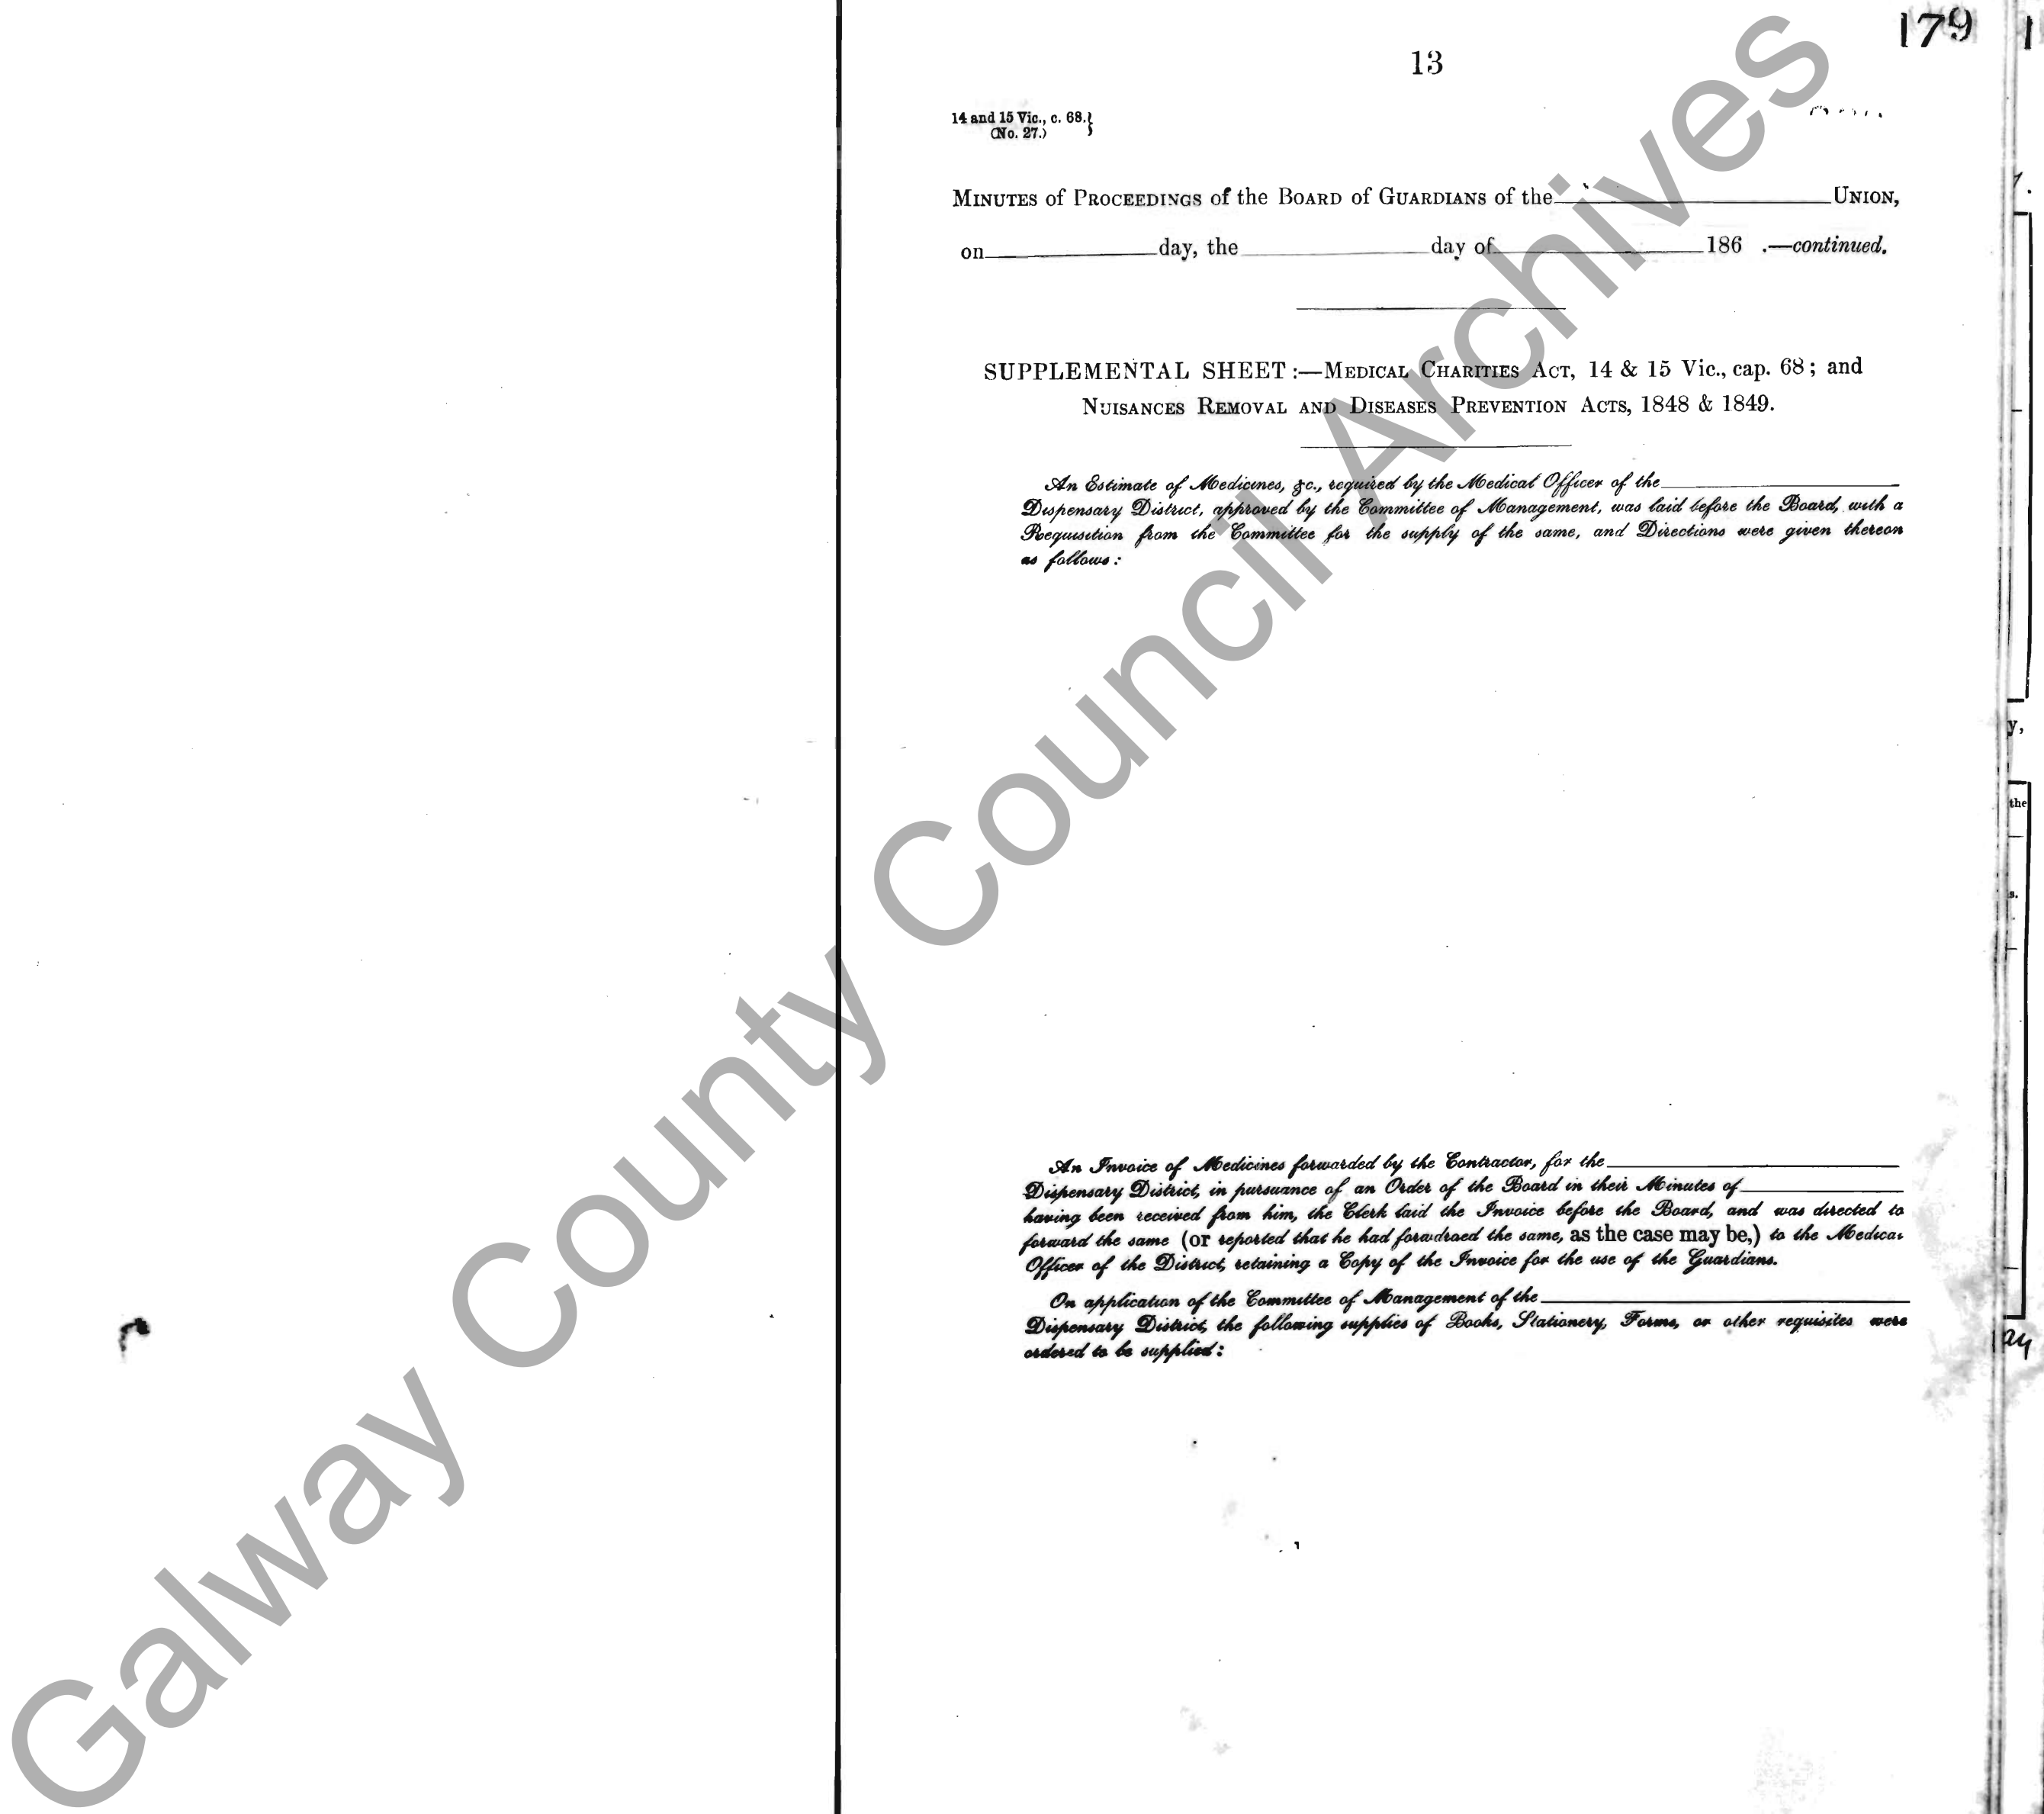 179
13
14 and 15 Vic., c. 68.}
(No. 27.)
MINUTES of PROCEEDINGS of the BOARD of GUARDIANS of the UNION,
on day, the day of 186 .—continued.
SUPPLEMENTAL SHEET :—MEDICAL CHARITIES ACT, 14 & 15 Vic., cap. 68 ; and
NUISANCES REMOVAL AND DISEASES PREVENTION ACTS, 1848 & 1849.
An Estimate of Medicines, &c., required by the Medical Officer of the
Dispensary District, approved by the Committee of Management, was laid before the Board, with a
Requisition from the Committee for the supply of the same, and Directions were given thereon
as follows :
An Invoice of Medicines forwarded by the Contractor, for the
Dispensary District, in pursuance of an Order of the Board in their Minutes of
having been received from him, the Clerk laid the Invoice before the Board, and was directed to
forward the same (or reported that he had forwdraed the same, as the case may be,) to the Medical
Officer of the District, retaining a Copy of the Invoice for the use of the Guardians.
On application of the Committee of Management of the
Dispensary District, the following supplies of Books, Stationery, Forms, or other requisites were
ordered to be supplied :
Galway County Council Archives